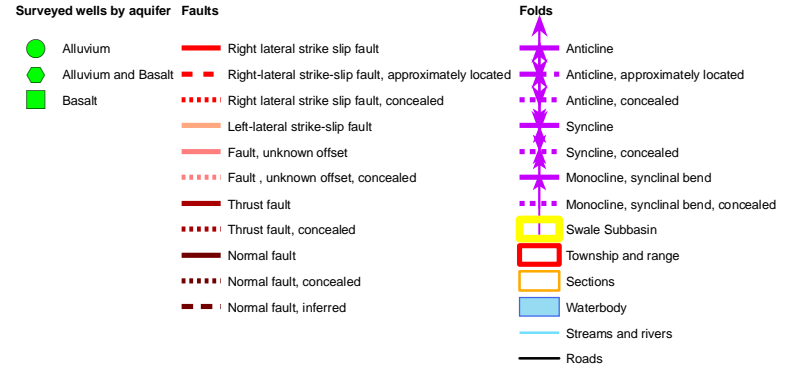 Surveyed wells by aquifer
Alluvium
Alluvium and Basalt
Basalt
Faults
Right lateral strike slip fault
Right-lateral strike-slip fault, approximately located
Right lateral strike slip fault, concealed
Left-lateral strike-slip fault
Fault, unknown offset
Fault , unknown offset, concealed
Thrust fault
Thrust fault, concealed
Normal fault
Normal fault, concealed
Normal fault, inferred
Folds
Anticline
Anticline, approximately located
Anticline, concealed
Syncline
Syncline, concealed
Monocline, synclinal bend
Monocline, synclinal bend, concealed
Swale Subbasin
Township and range
Sections
Waterbody
Streams and rivers
Roads